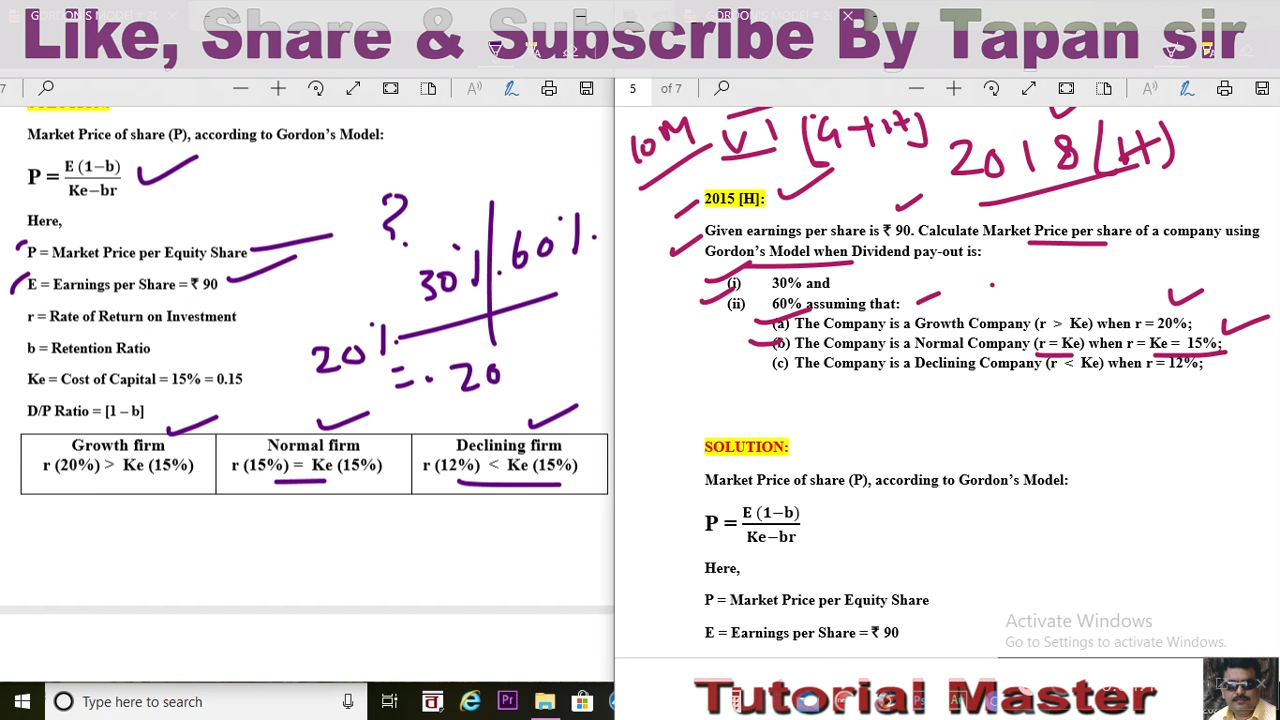 Like, Share & Subscribe By Tapan sir
5 of 7
Market Price of share (P), according to Gordon's Model:
P = E (1−b)
Ke−br
Here,
P = Market Price per Equity Share
E = Earnings per Share = ₹ 90
r = Rate of Return on Investment
b = Retention Ratio
Ke = Cost of Capital = 15% = 0.15
D/P Ratio = [1 – b]
Growth firm
r (20%) > Ke (15%)
Normal firm
r (15%) = Ke (15%)
Declining firm
r (12%) < Ke (15%)
?
30%
60%.
20%.
= .20
10M VI [G+H] 2018(H)
2015 [H]:
Given earnings per share is ₹ 90. Calculate Market Price per share of a company using
Gordon's Model when Dividend pay-out is:
(i) 30% and
(ii) 60% assuming that:
(a) The Company is a Growth Company (r > Ke) when r = 20%;
(b) The Company is a Normal Company (r = Ke) when r = Ke = 15%;
(c) The Company is a Declining Company (r < Ke) when r = 12%;
SOLUTION:
Market Price of share (P), according to Gordon's Model:
P = E (1−b)
Ke−br
Here,
P = Market Price per Equity Share
E = Earnings per Share = ₹ 90
Activate Windows
Go to Settings to activate Windows.
Type here to search
Tutorial Master